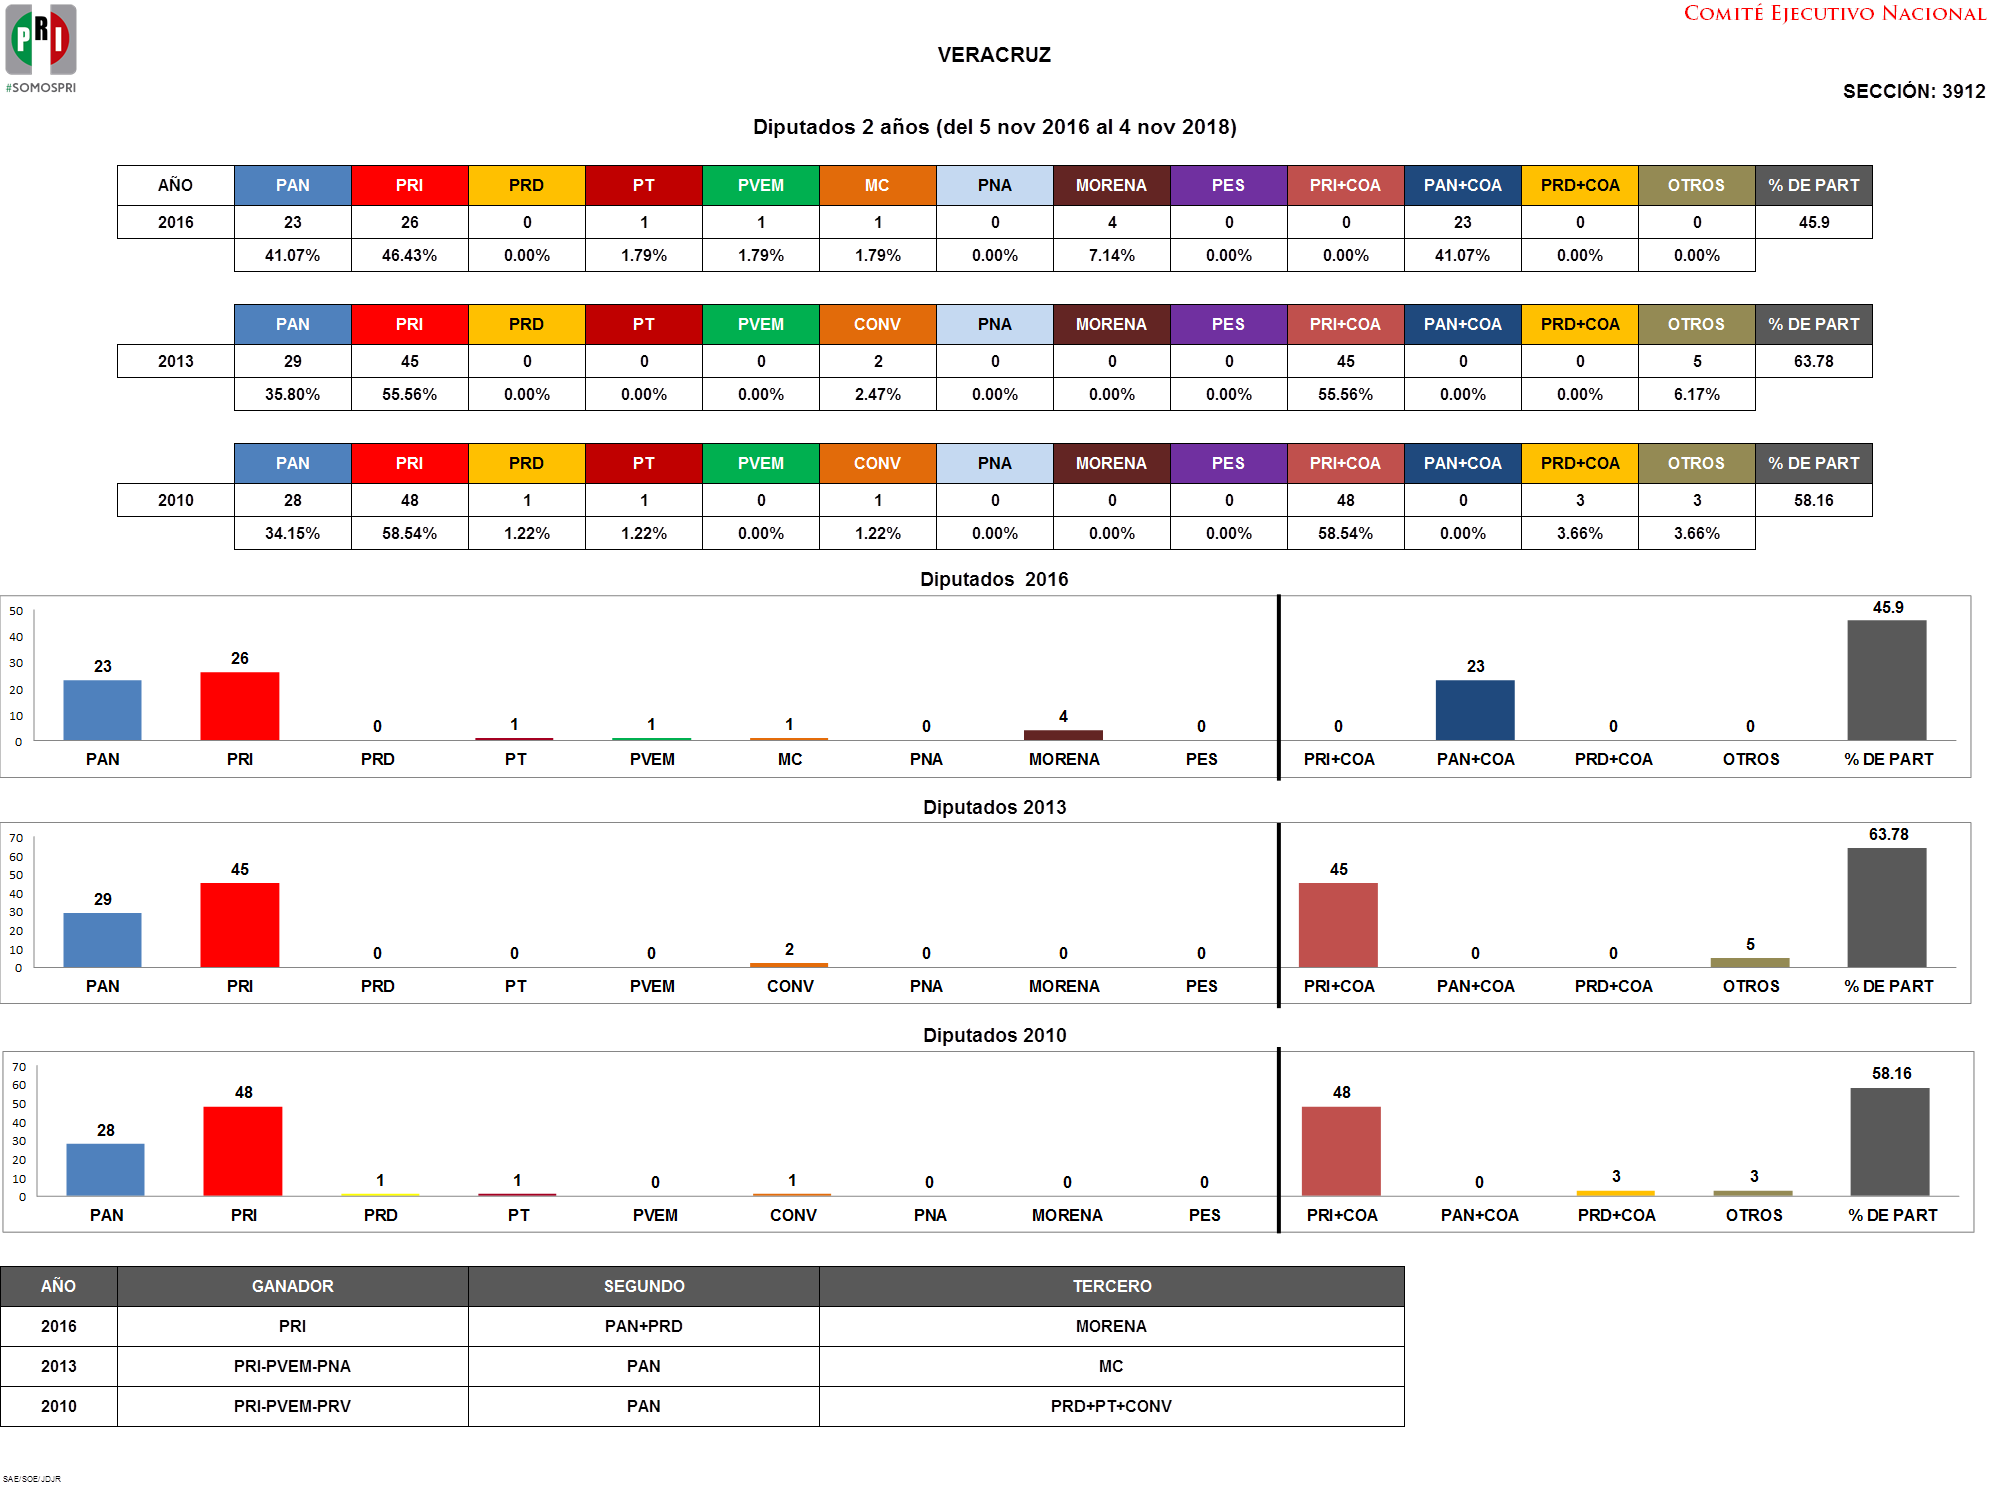 PRI
#SOMOSPRI
COMITÉ EJECUTIVO NACIONAL
VERACRUZ
SECCIÓN: 3912
Diputados 2 años (del 5 nov 2016 al 4 nov 2018)
AÑO PAN PRI PRD PT PVEM MC PNA MORENA PES PRI+COA PAN+COA PRD+COA OTROS % DE PART
2016 23 26 0 1 1 1 0 4 0 0 23 0 0 45.9
41.07% 46.43% 0.00% 1.79% 1.79% 1.79% 0.00% 7.14% 0.00% 0.00% 41.07% 0.00% 0.00%
PAN PRI PRD PT PVEM CONV PNA MORENA PES PRI+COA PAN+COA PRD+COA OTROS % DE PART
2013 29 45 0 0 0 2 0 0 0 45 0 0 5 63.78
35.80% 55.56% 0.00% 0.00% 0.00% 2.47% 0.00% 0.00% 0.00% 55.56% 0.00% 0.00% 6.17%
PAN PRI PRD PT PVEM CONV PNA MORENA PES PRI+COA PAN+COA PRD+COA OTROS % DE PART
2010 28 48 1 1 0 1 0 0 0 48 0 3 3 58.16
34.15% 58.54% 1.22% 1.22% 0.00% 1.22% 0.00% 0.00% 0.00% 58.54% 0.00% 3.66% 3.66%
Diputados 2016
50
40
30
20
10
0
23 26 0 1 1 1 0 4 0 0 23 0 0 45.9
PAN PRI PRD PT PVEM MC PNA MORENA PES PRI+COA PAN+COA PRD+COA OTROS % DE PART
Diputados 2013
70
60
50
40
30
20
10
0
29 45 0 0 0 2 0 0 0 45 0 0 5 63.78
PAN PRI PRD PT PVEM CONV PNA MORENA PES PRI+COA PAN+COA PRD+COA OTROS % DE PART
Diputados 2010
70
60
50
40
30
20
10
0
28 48 1 1 0 1 0 0 0 48 0 3 3 58.16
PAN PRI PRD PT PVEM CONV PNA MORENA PES PRI+COA PAN+COA PRD+COA OTROS % DE PART
AÑO GANADOR SEGUNDO TERCERO
2016 PRI PAN+PRD MORENA
2013 PRI-PVEM-PNA PAN MC
2010 PRI-PVEM-PRV PAN PRD+PT+CONV
SAE/SOE/JDJR